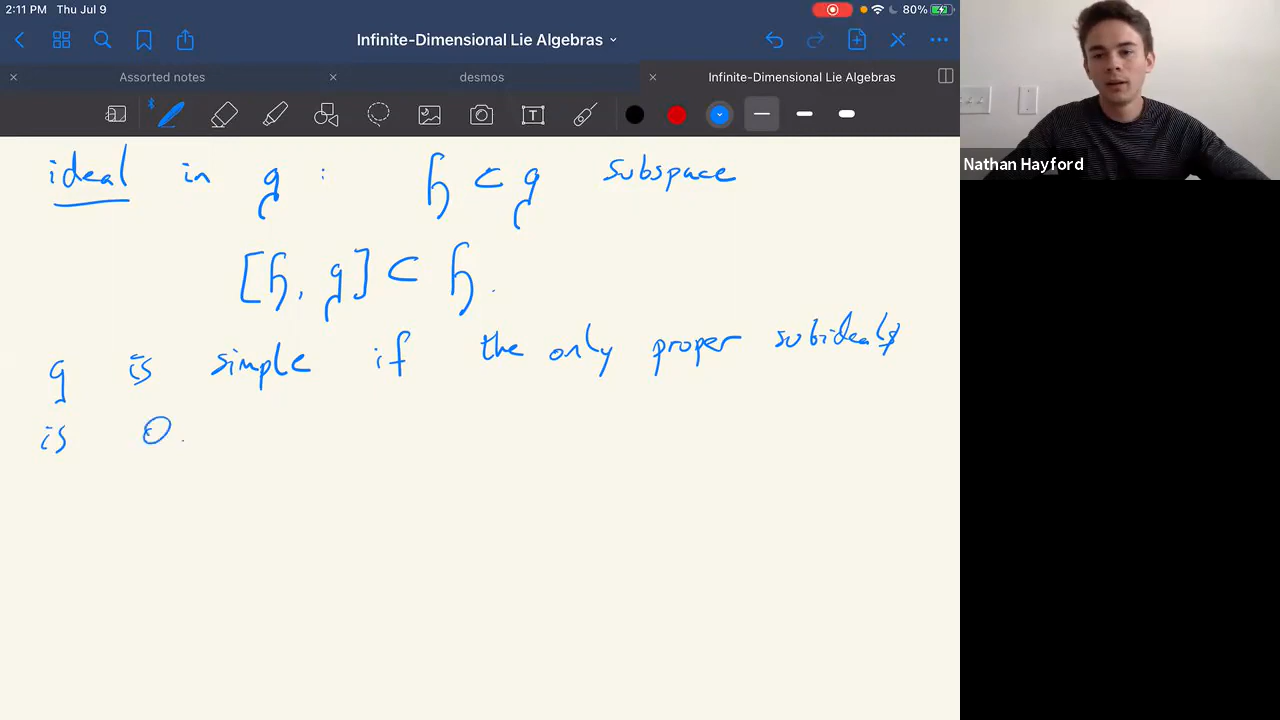 2:11 PM Thu Jul 9
80%
Infinite-Dimensional Lie Algebras
Assorted notes
desmos
Infinite-Dimensional Lie Algebras
T
Nathan Hayford
ideal in g : h ⊂ g subspace
[h, g] ⊂ h.
g is simple if the only proper subideals
is 0.